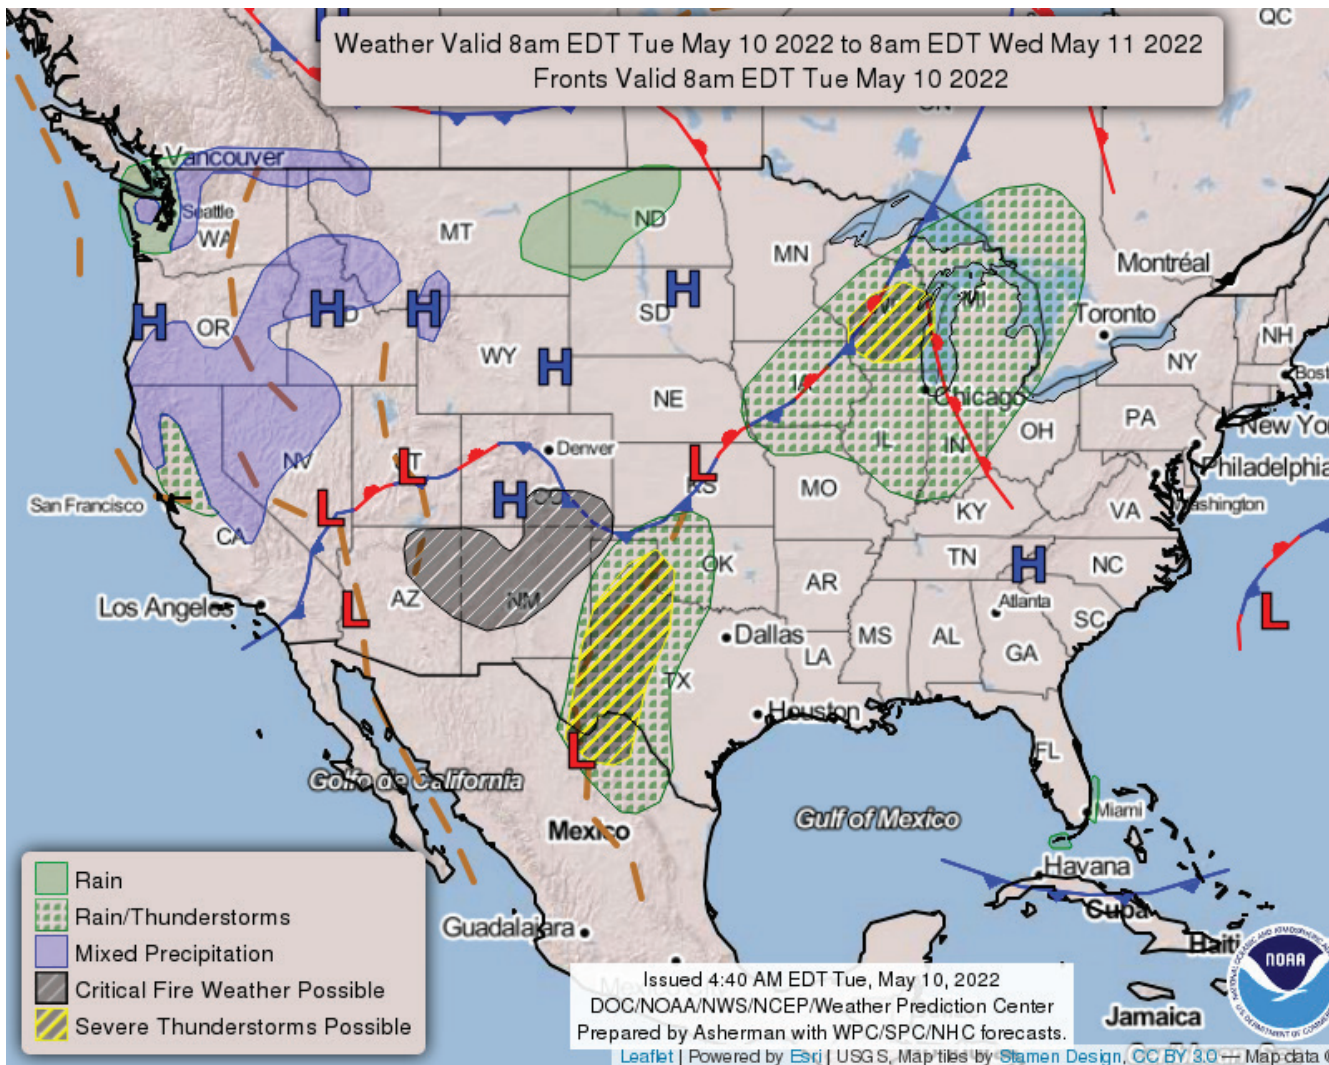 Weather Valid 8am EDT Tue May 10 2022 to 8am EDT Wed May 11 2022
Fronts Valid 8am EDT Tue May 10 2022
QC
Vancouver
Seattle
WA
MT
ND
MN
Montréal
H
H
H
H
OR
SD
MI
Toronto
NH
WY
H
NY
NE
IA
Chicago
PA
New Yo
Denver
OH
L
NV
L
IL
IN
Philadelphia
H
KS
MO
San Francisco
L
KY
VA
Washington
CA
OK
TN
H
NC
Los Angeles
AZ
L
NM
AR
Atlanta
SC
L
Dallas
MS
AL
GA
LA
TX
Houston
L
FL
Golfo de California
Miami
Mexico
Gulf of Mexico
Havana
Cuba
Guadalajara
Haiti
Jamaica
Rain
Rain/Thunderstorms
Mixed Precipitation
Critical Fire Weather Possible
Severe Thunderstorms Possible
Issued 4:40 AM EDT Tue, May 10, 2022
DOC/NOAA/NWS/NCEP/Weather Prediction Center
Prepared by Asherman with WPC/SPC/NHC forecasts.
NOAA
Leaflet | Powered by Esri | USGS, Map tiles by Stamen Design, CC BY 3.0 — Map data ©